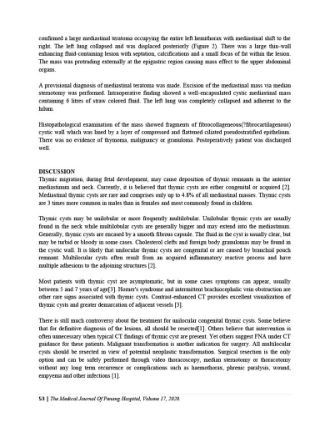 confirmed a large mediastinal teratoma occupying the entire left hemithorax with mediastinal shift to the
right. The left lung collapsed and was displaced posteriorly (Figure 2). There was a large thin-wall
enhancing fluid-containing lesion with septation, calcifications and a small focus of fat within the lesion.
The mass was protruding externally at the epigastric region causing mass effect to the upper abdominal
organs.
A provisional diagnosis of mediastinal teratoma was made. Excision of the mediastinal mass via median
sternotomy was performed. Intraoperative finding showed a well-encapsulated cystic mediastinal mass
containing 6 litres of straw colored fluid. The left lung was completely collapsed and adherent to the
hilum.
Histopathological examination of the mass showed fragments of fibrocollageneous(?fibrocartilageous)
cystic wall which was lined by a layer of compressed and flattened ciliated pseudostratified epithelium.
There was no evidence of thymoma, malignancy or granuloma. Postoperatively patient was discharged
well.
DISCUSSION
Thymic migration, during fetal development, may cause deposition of thymic remnants in the anterior
mediastinum and neck. Currently, it is believed that thymic cysts are either congenital or acquired [2].
Mediastinal thymic cysts are rare and comprises only up to 4.8% of all mediastinal masses. Thymic cysts
are 3 times more common in males than in females and most commonly found in children.
Thymic cysts may be unilobular or more frequently multilobular. Unilobular thymic cysts are usually
found in the neck while multilobular cysts are generally bigger and may extend into the mediastinum.
Generally, thymic cysts are encased by a smooth fibrous capsule. The fluid in the cyst is usually clear, but
may be turbid or bloody in some cases. Cholesterol clefts and foreign body granulomas may be found in
the cystic wall. It is likely that unilocular thymic cysts are congenital or are caused by branchial pouch
remnant. Multilocular cysts often result from an acquired inflammatory reactive process and have
multiple adhesions to the adjoining structures [2].
Most patients with thymic cyst are asymptomatic, but in some cases symptoms can appear, usually
between 3 and 7 years of age[3]. Horner's syndrome and intermittent brachiocephalic vein obstruction are
other rare signs associated with thymic cysts. Contrast-enhanced CT provides excellent visualization of
thymic cysts and greater demarcation of adjacent vessels [3].
There is still much controversy about the treatment for unilocular congenital thymic cysts. Some believe
that for definitive diagnosis of the lesions, all should be resected[1]. Others believe that intervention is
often unnecessary when typical CT findings of thymic cyst are present. Yet others suggest FNA under CT
guidance for these patients. Malignant transformation is another indication for surgery. All multilocular
cysts should be resected in view of potential neoplastic transformation. Surgical resection is the only
option and can be safely performed through video thoracoscopy, median sternotomy or thoracotomy
without any long term recurrence or complications such as haemothorax, phrenic paralysis, wound,
empyema and other infections [1].
53 | The Medical Journal Of Penang Hospital, Volume 17, 2020.